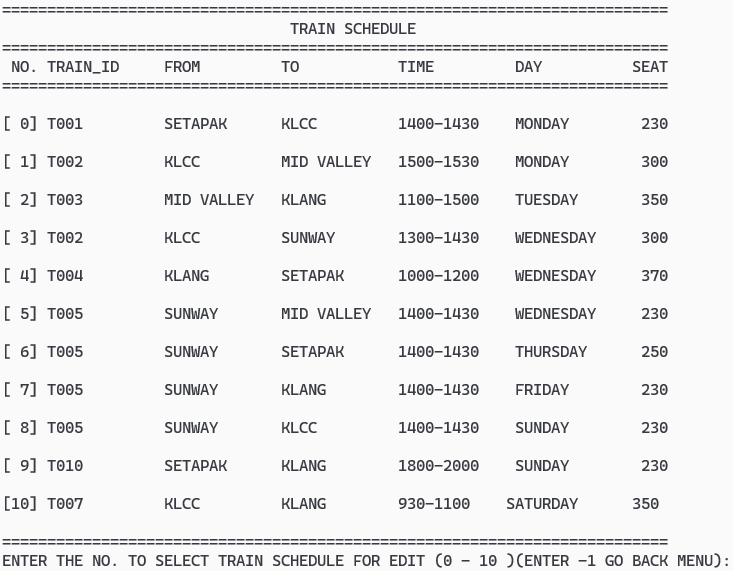 ==========================================================================
                                TRAIN SCHEDULE
==========================================================================
 NO. TRAIN_ID     FROM         TO           TIME         DAY          SEAT
==========================================================================
[ 0] T001         SETAPAK      KLCC         1400-1430    MONDAY        230
[ 1] T002         KLCC         MID VALLEY   1500-1530    MONDAY        300
[ 2] T003         MID VALLEY   KLANG        1100-1500    TUESDAY       350
[ 3] T002         KLCC         SUNWAY       1300-1430    WEDNESDAY     300
[ 4] T004         KLANG        SETAPAK      1000-1200    WEDNESDAY     370
[ 5] T005         SUNWAY       MID VALLEY   1400-1430    WEDNESDAY     230
[ 6] T005         SUNWAY       SETAPAK      1400-1430    THURSDAY      250
[ 7] T005         SUNWAY       KLANG        1400-1430    FRIDAY        230
[ 8] T005         SUNWAY       KLCC         1400-1430    SUNDAY        230
[ 9] T010         SETAPAK      KLANG        1800-2000    SUNDAY        230
[10] T007         KLCC         KLANG        930-1100    SATURDAY      350
==========================================================================
ENTER THE NO. TO SELECT TRAIN SCHEDULE FOR EDIT (0 - 10 )(ENTER -1 GO BACK MENU):